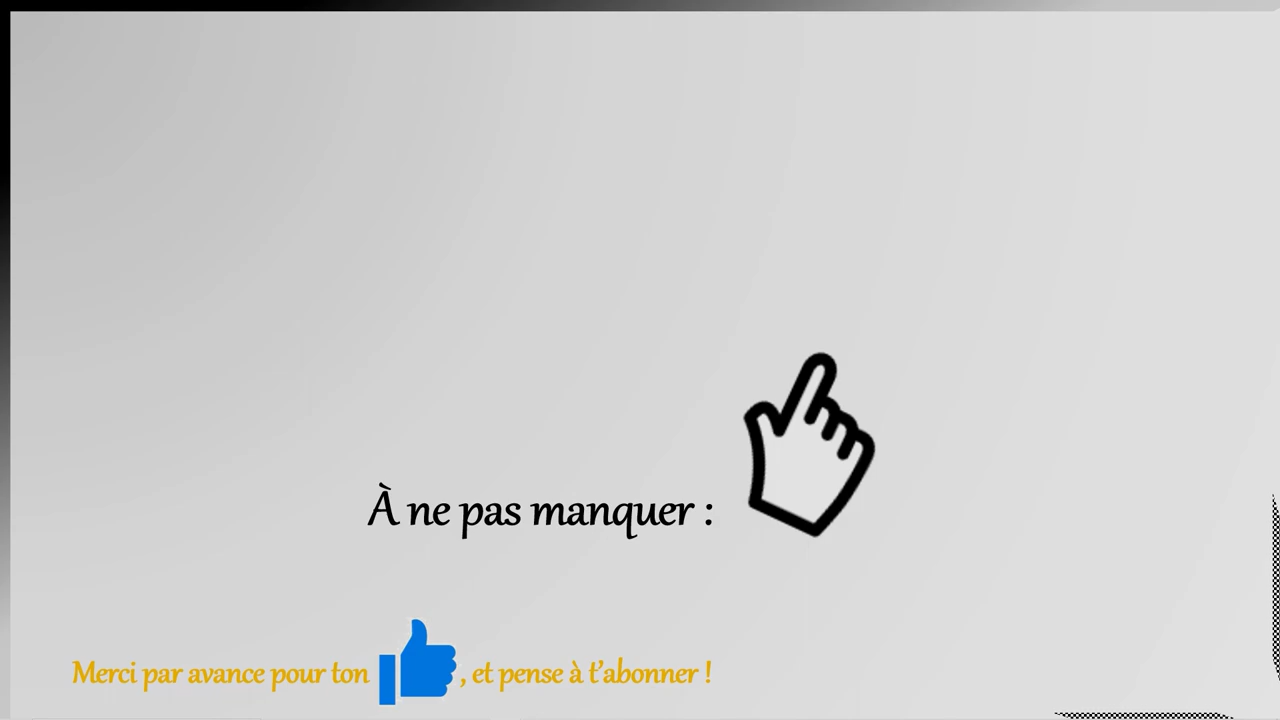 À ne pas manquer :
Merci par avance pour ton , et pense à t’abonner !